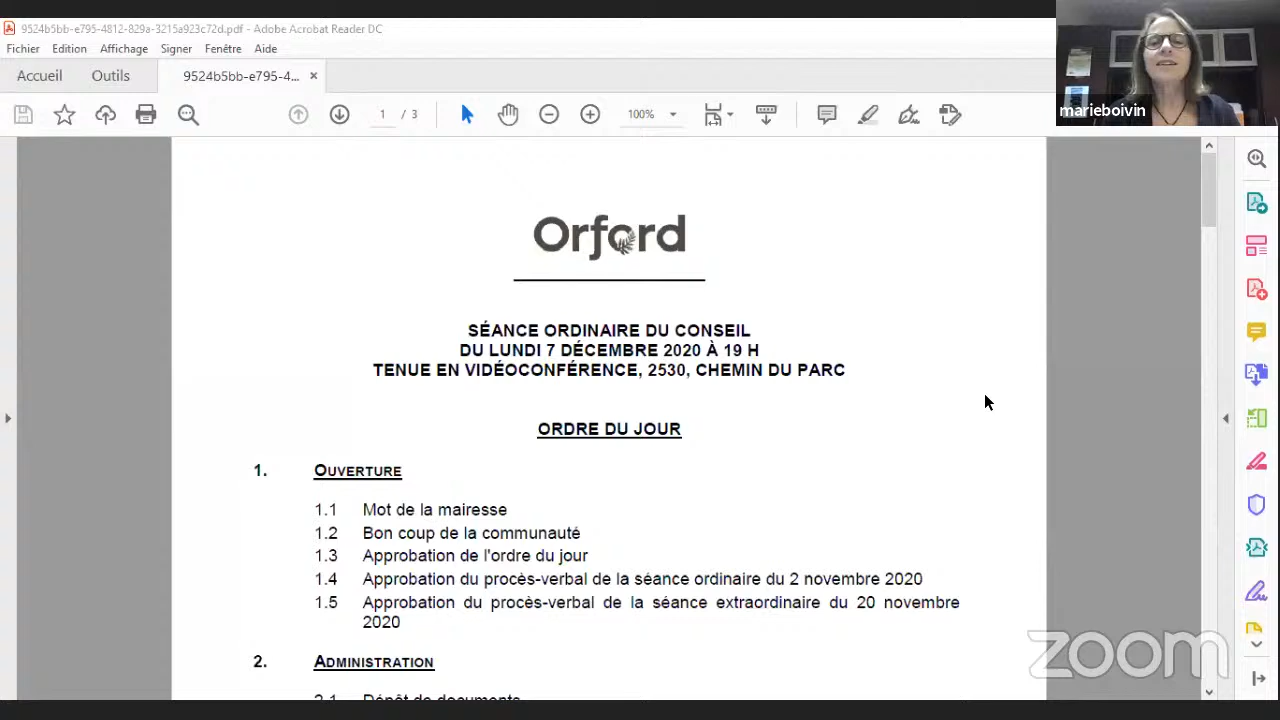 9524b5bb-e795-4812-829a-3215a923c72d.pdf - Adobe Acrobat Reader DC
Fichier Edition Affichage Signer Fenêtre Aide
Accueil Outils 9524b5bb-e795-4... ×
1 / 3 100%
marieboivin
Orford
SÉANCE ORDINAIRE DU CONSEIL
DU LUNDI 7 DÉCEMBRE 2020 À 19 H
TENUE EN VIDÉOCONFÉRENCE, 2530, CHEMIN DU PARC
ORDRE DU JOUR
1. OUVERTURE
1.1 Mot de la mairesse
1.2 Bon coup de la communauté
1.3 Approbation de l'ordre du jour
1.4 Approbation du procès-verbal de la séance ordinaire du 2 novembre 2020
1.5 Approbation du procès-verbal de la séance extraordinaire du 20 novembre
2020
2. ADMINISTRATION
2.1 Dépôt de documents
zoom